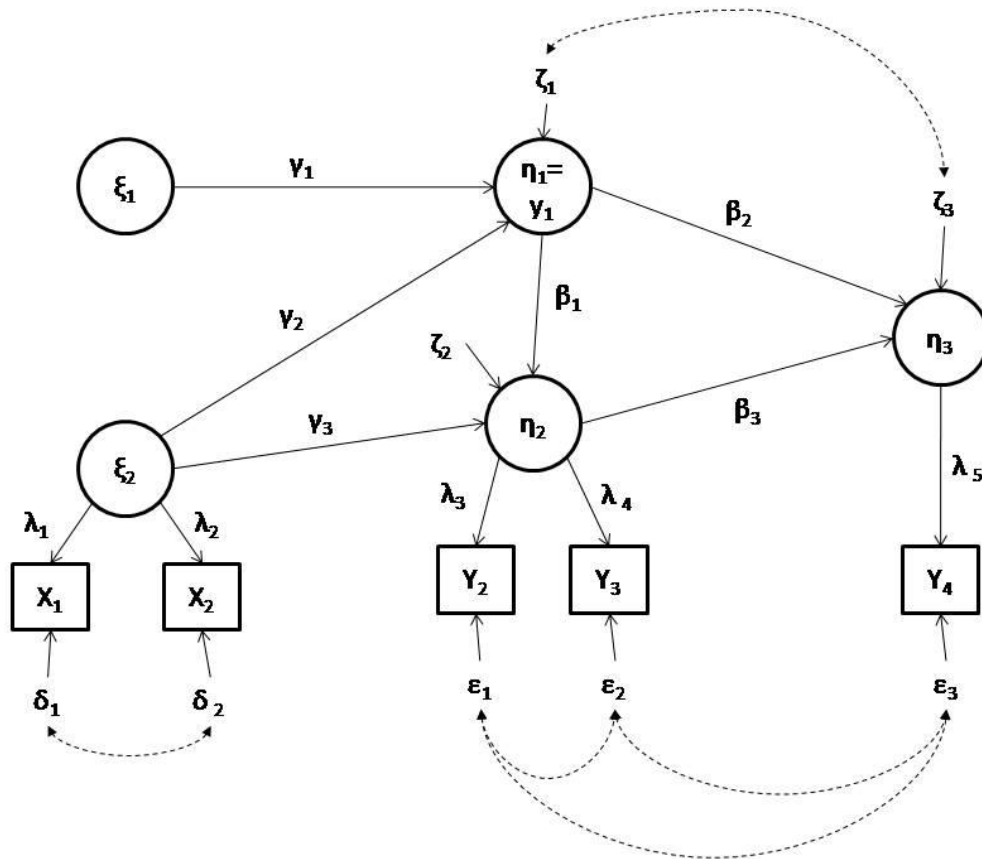 ζ₁
ξ₁
γ₁
η₁=
y₁
β₂
ζ₃
γ₂
β₁
ζ₂
η₃
ξ₂
γ₃
η₂
β₃
λ₁
λ₂
λ₃
λ₄
λ₅
X₁
X₂
Y₂
Y₃
Y₄
δ₁
δ₂
ε₁
ε₂
ε₃